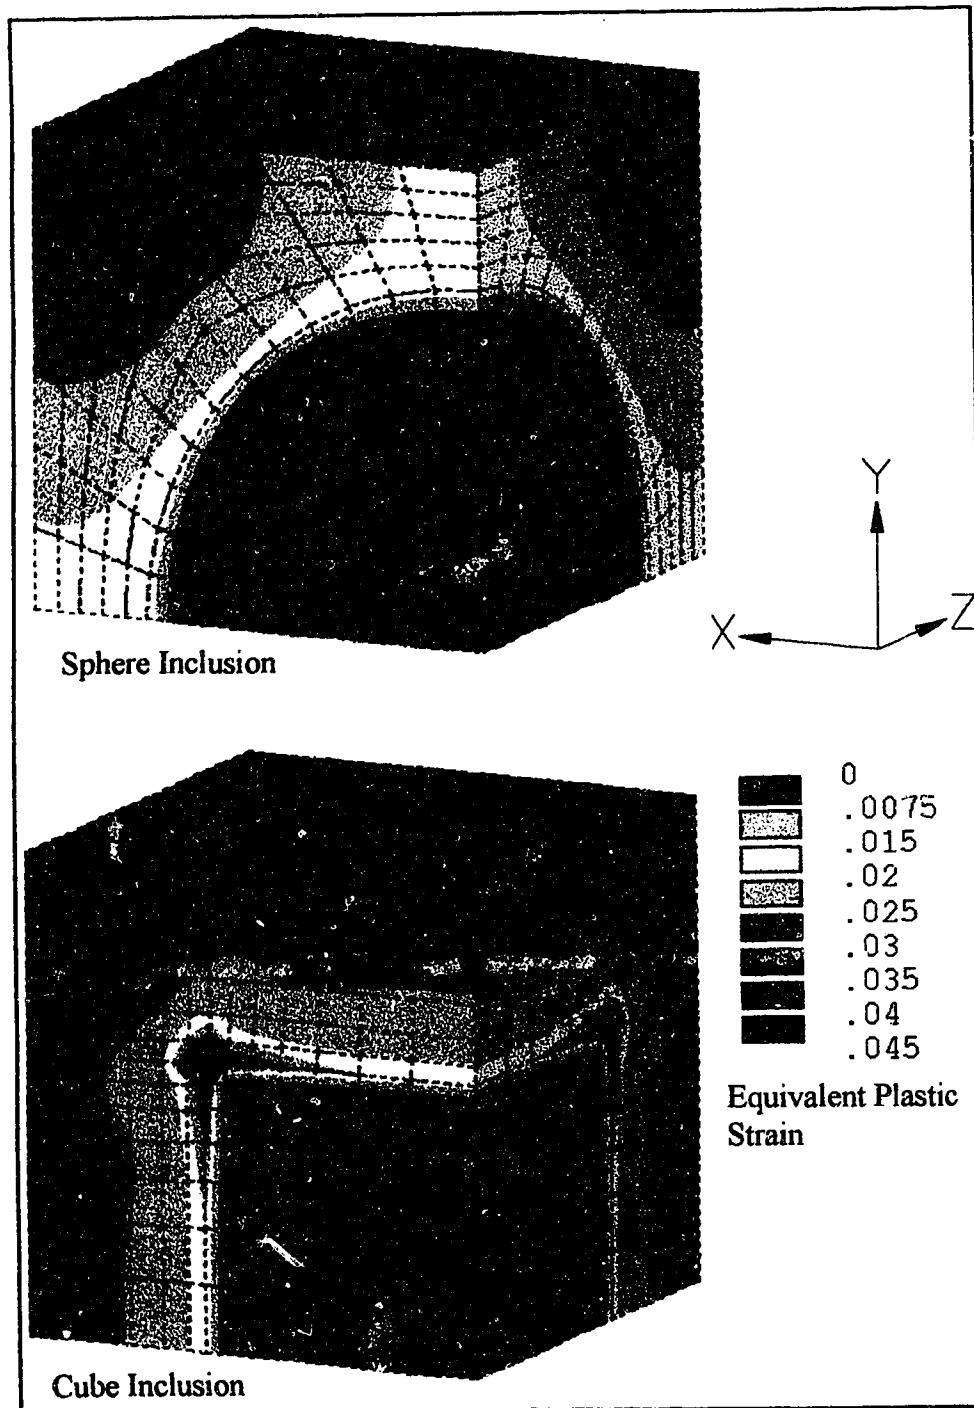 Sphere Inclusion
Y
X
Z
0
.0075
.015
.02
.025
.03
.035
.04
.045
Equivalent Plastic
Strain
Cube Inclusion